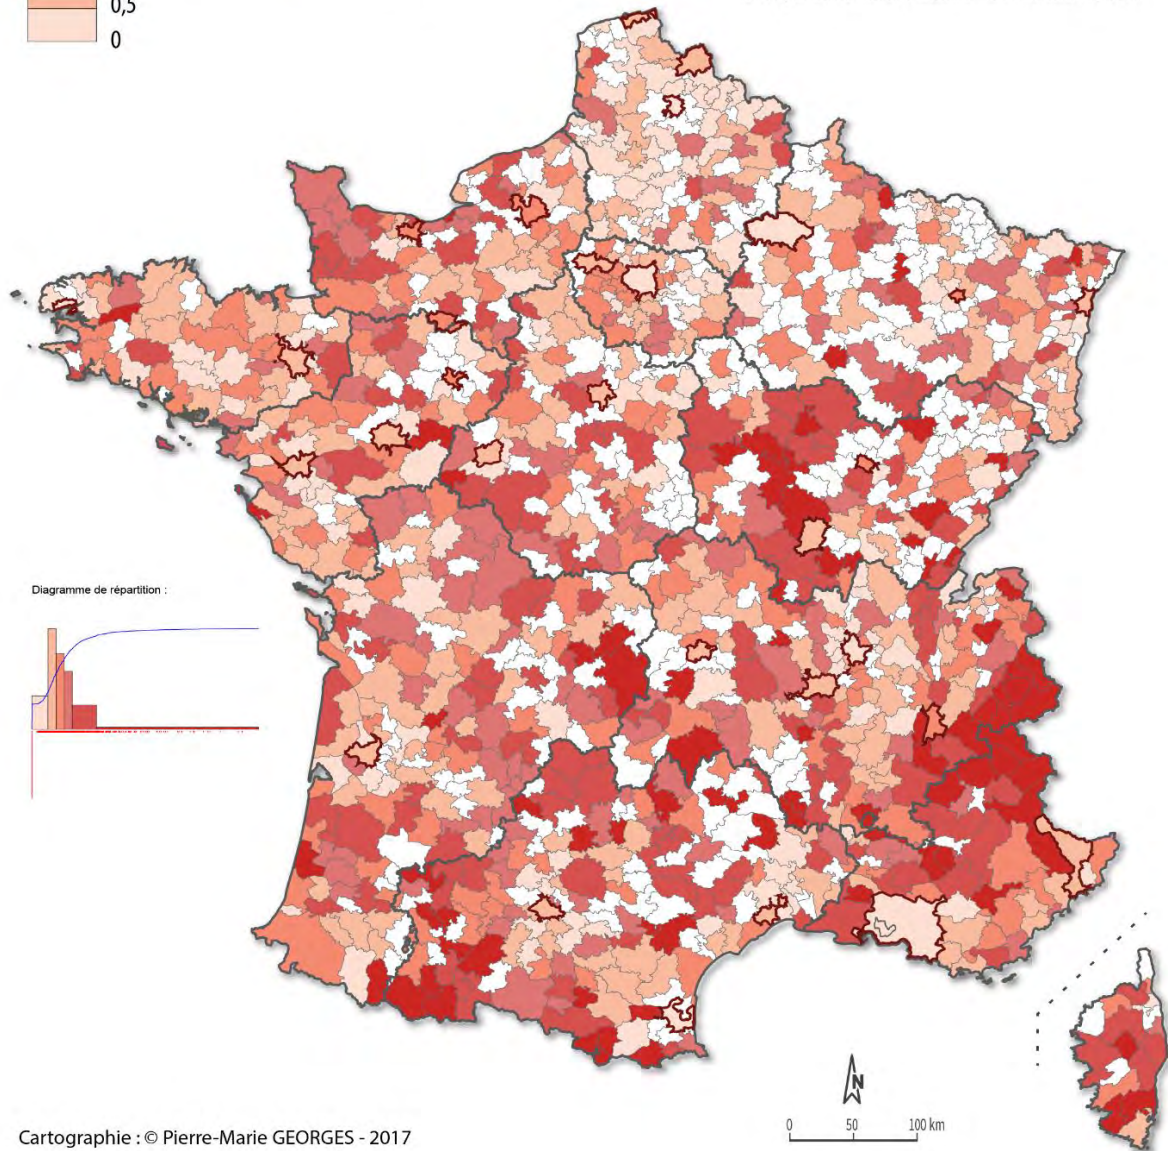 0,5
0
Diagramme de répartition :
N
0 50 100 km
Cartographie : © Pierre-Marie GEORGES - 2017